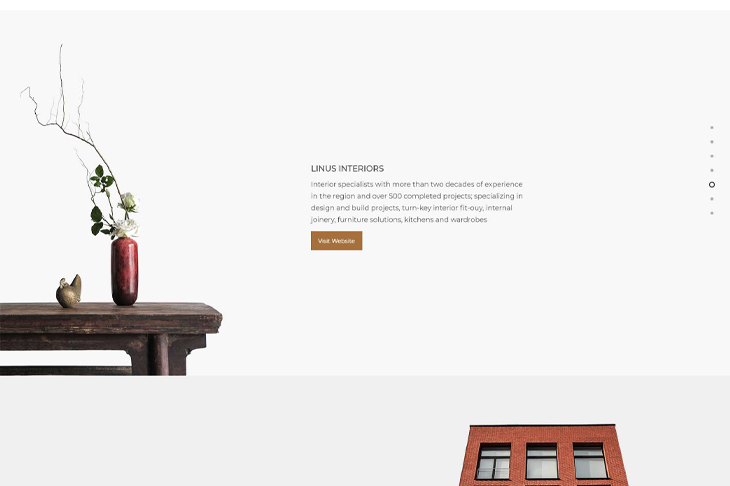 LINUS INTERIORS
Interior specialists with more than two decades of experience
in the region and over 500 completed projects; specializing in
design and build projects, turn-key interior fit-ouy, internal
joinery, furniture solutions, kitchens and wardrobes
Visit Website